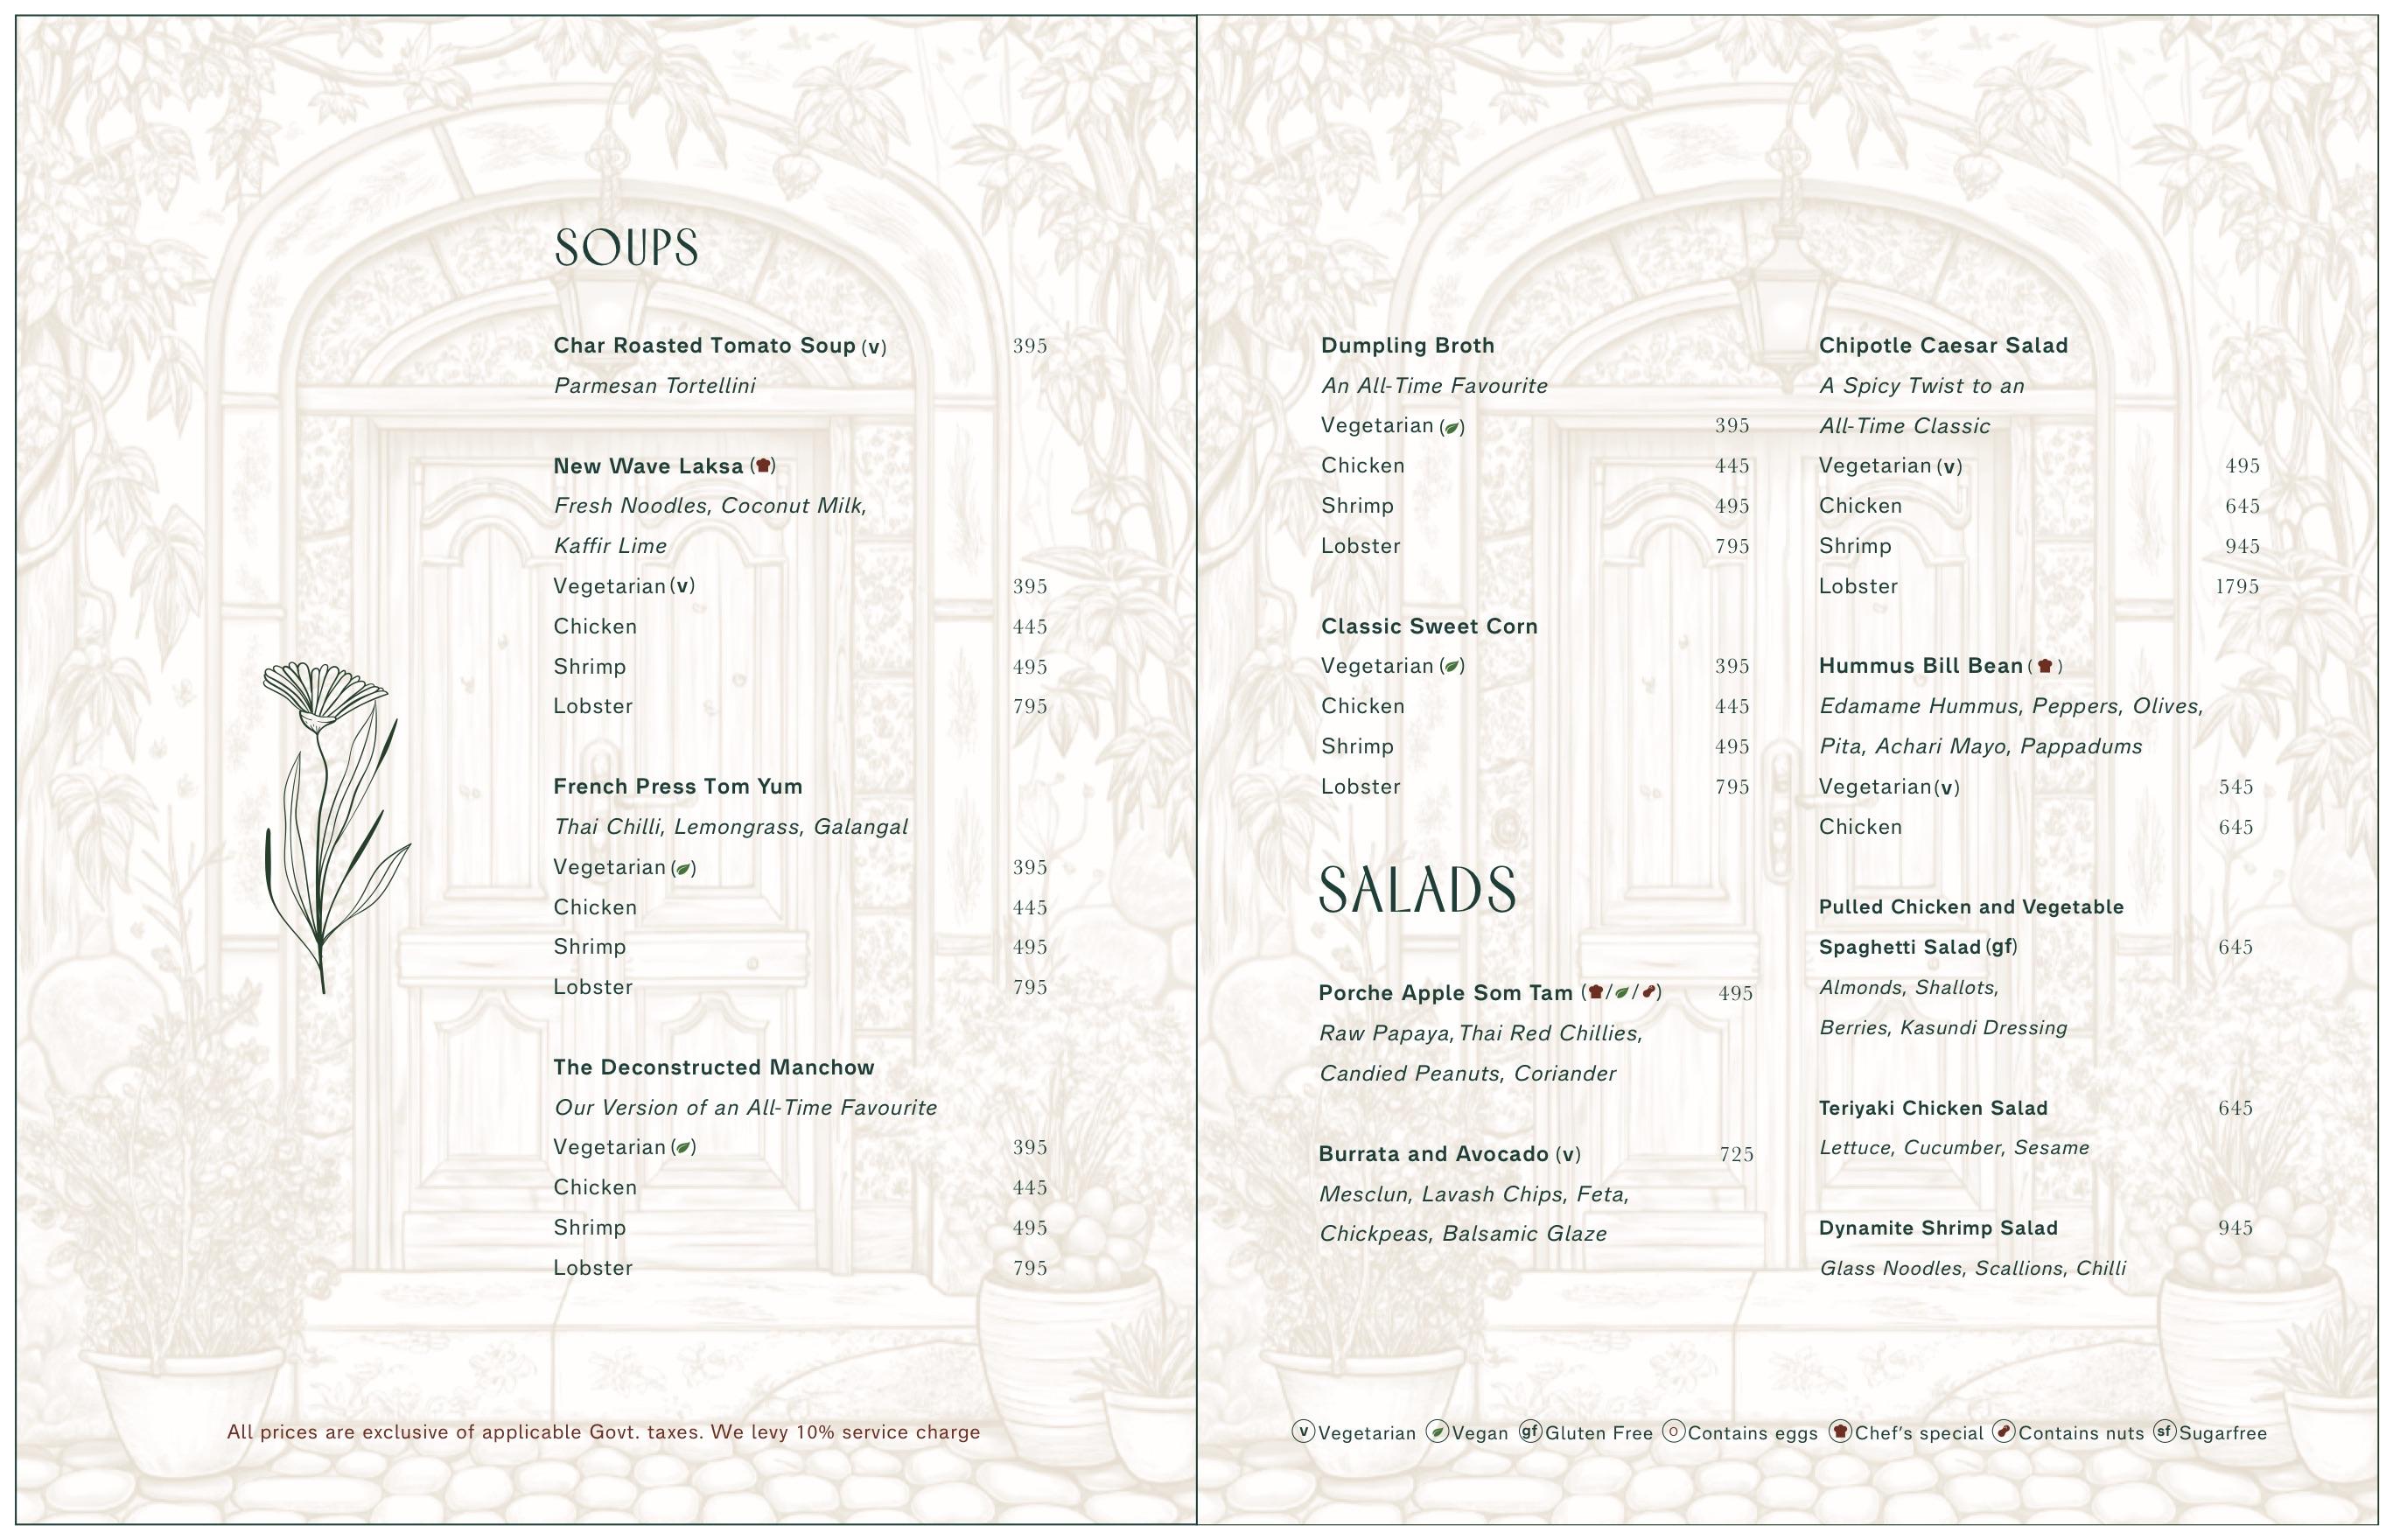 SOUPS
Char Roasted Tomato Soup (v) 395
Parmesan Tortellini
New Wave Laksa ()
Fresh Noodles, Coconut Milk,
Kaffir Lime
Vegetarian (v) 395
Chicken 445
Shrimp 495
Lobster 795
French Press Tom Yum
Thai Chilli, Lemongrass, Galangal
Vegetarian () 395
Chicken 445
Shrimp 495
Lobster 795
The Deconstructed Manchow
Our Version of an All-Time Favourite
Vegetarian () 395
Chicken 445
Shrimp 495
Lobster 795
All prices are exclusive of applicable Govt. taxes. We levy 10% service charge
Dumpling Broth
An All-Time Favourite
Vegetarian () 395
Chicken 445
Shrimp 495
Lobster 795
Classic Sweet Corn
Vegetarian () 395
Chicken 445
Shrimp 495
Lobster 795
SALADS
Porche Apple Som Tam (//) 495
Raw Papaya, Thai Red Chillies,
Candied Peanuts, Coriander
Burrata and Avocado (v) 725
Mesclun, Lavash Chips, Feta,
Chickpeas, Balsamic Glaze
Chipotle Caesar Salad
A Spicy Twist to an
All-Time Classic
Vegetarian (v) 495
Chicken 645
Shrimp 945
Lobster 1795
Hummus Bill Bean ()
Edamame Hummus, Peppers, Olives,
Pita, Achari Mayo, Pappadums
Vegetarian(v) 545
Chicken 645
Pulled Chicken and Vegetable
Spaghetti Salad (gf) 645
Almonds, Shallots,
Berries, Kasundi Dressing
Teriyaki Chicken Salad 645
Lettuce, Cucumber, Sesame
Dynamite Shrimp Salad 945
Glass Noodles, Scallions, Chilli
v Vegetarian Vegan gf Gluten Free O Contains eggs Chef's special Contains nuts sf Sugarfree